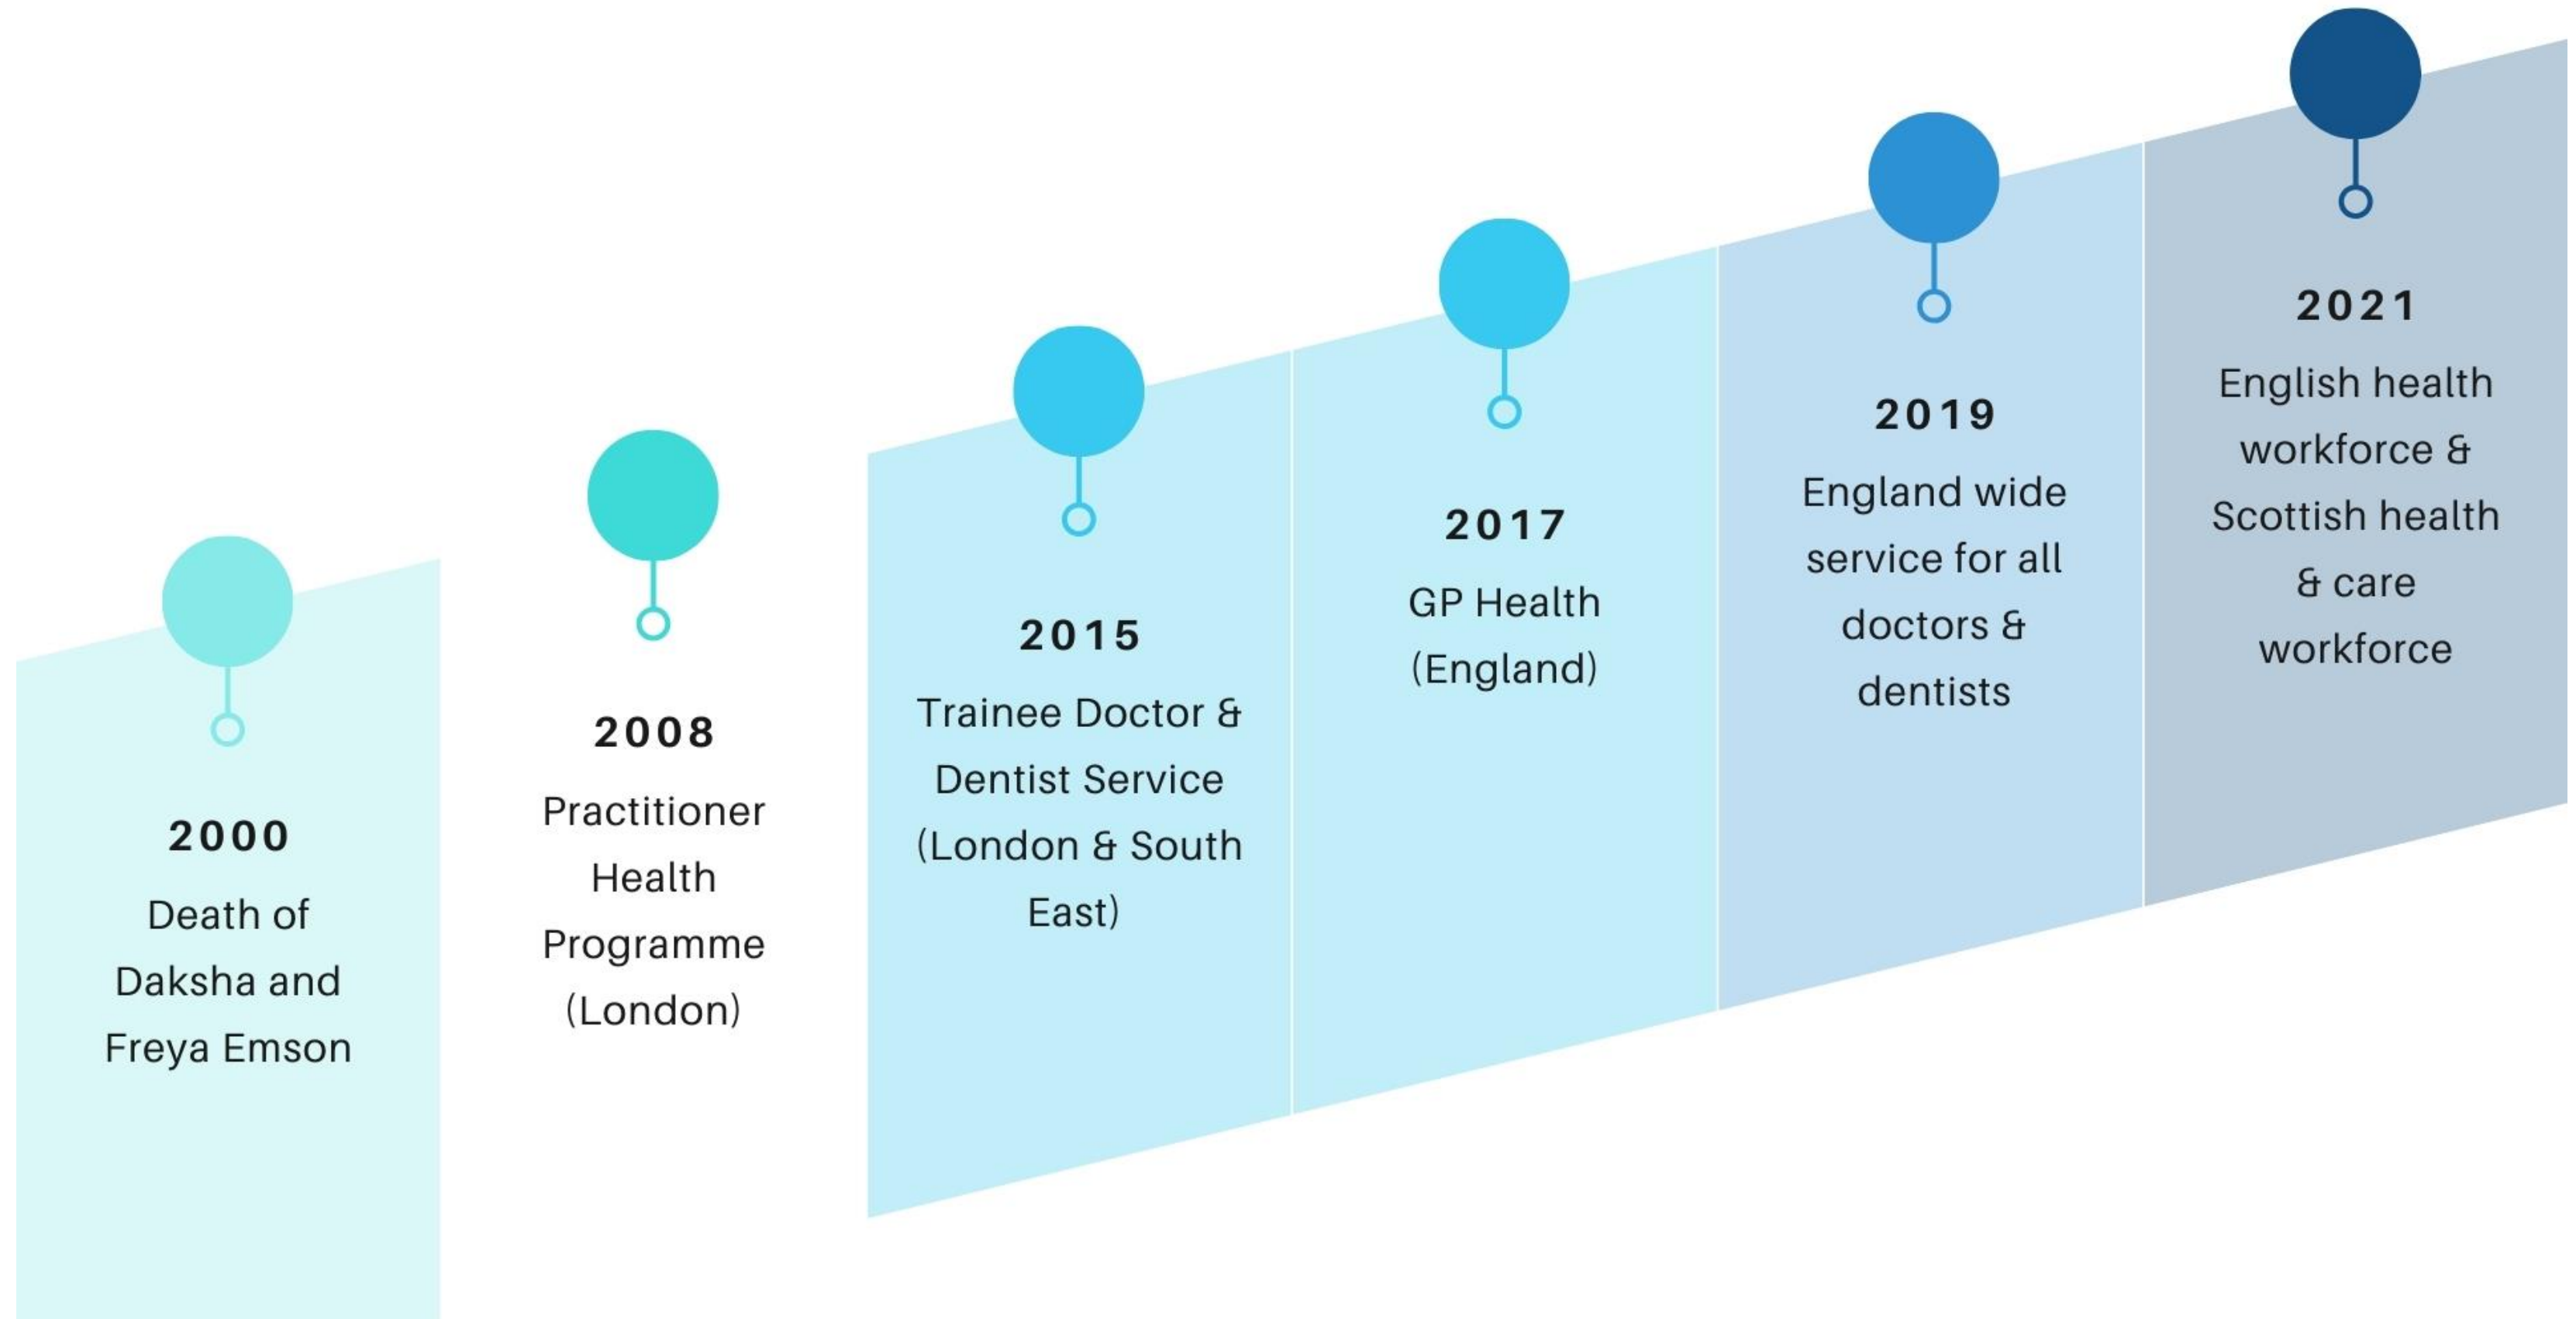 2000
Death of
Daksha and
Freya Emson
2008
Practitioner
Health
Programme
(London)
2015
Trainee Doctor &
Dentist Service
(London & South
East)
2017
GP Health
(England)
2019
England wide
service for all
doctors &
dentists
2021
English health
workforce &
Scottish health
& care
workforce